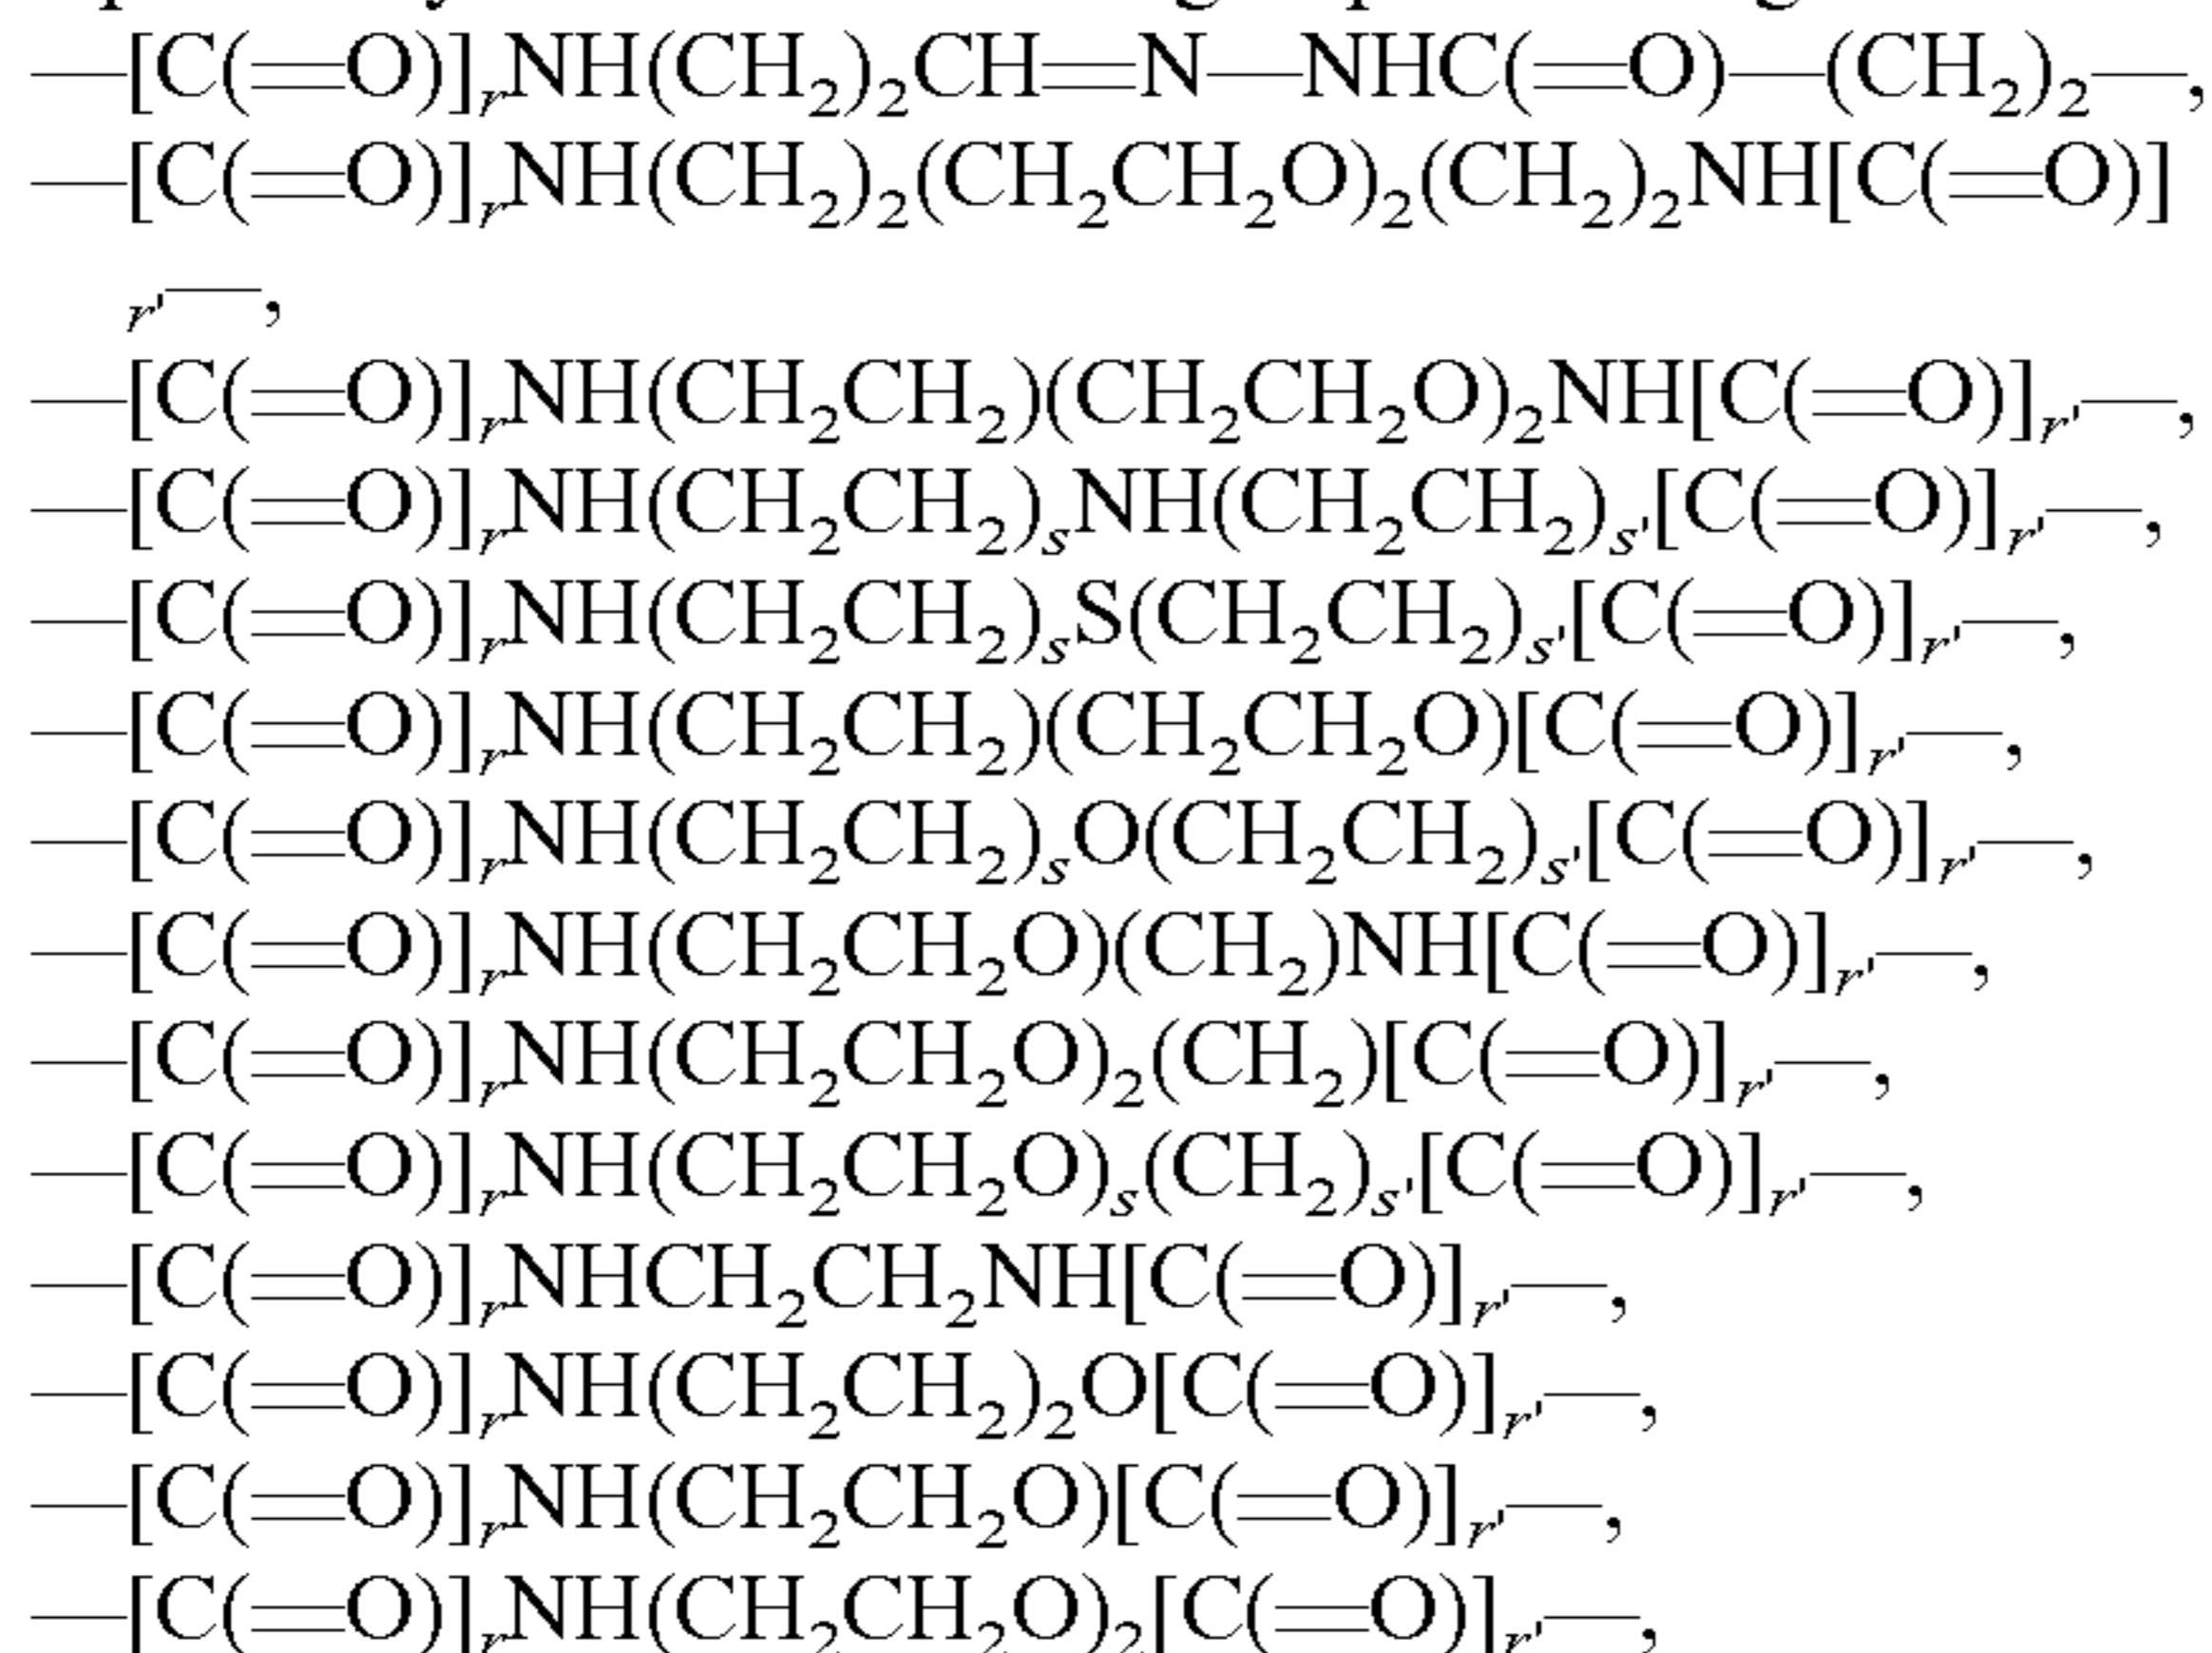 —[C(=O)]rNH(CH2)2CH=N—NHC(=O)—(CH2)2—,
—[C(=O)]rNH(CH2)2(CH2CH2O)2(CH2)2NH[C(=O)]
r'—,
—[C(=O)]rNH(CH2CH2)(CH2CH2O)2NH[C(=O)]r'—,
—[C(=O)]rNH(CH2CH2)sNH(CH2CH2)s'[C(=O)]r'—,
—[C(=O)]rNH(CH2CH2)sS(CH2CH2)s'[C(=O)]r'—,
—[C(=O)]rNH(CH2CH2)(CH2CH2O)[C(=O)]r'—,
—[C(=O)]rNH(CH2CH2)sO(CH2CH2)s'[C(=O)]r'—,
—[C(=O)]rNH(CH2CH2O)(CH2)NH[C(=O)]r'—,
—[C(=O)]rNH(CH2CH2O)2(CH2)[C(=O)]r'—,
—[C(=O)]rNH(CH2CH2O)s(CH2)s'[C(=O)]r'—,
—[C(=O)]rNHCH2CH2NH[C(=O)]r'—,
—[C(=O)]rNH(CH2CH2)2O[C(=O)]r'—,
—[C(=O)]rNH(CH2CH2O)[C(=O)]r'—,
—[C(=O)]rNH(CH2CH2O)2[C(=O)]r'—,